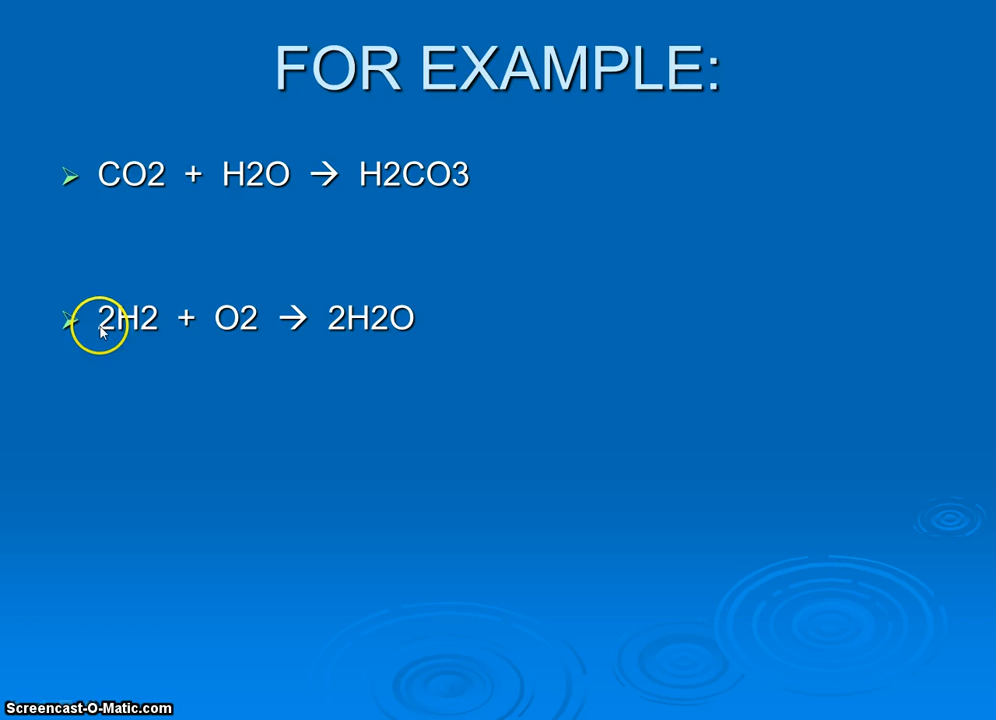 FOR EXAMPLE:
CO2 + H2O → H2CO3
2H2 + O2 → 2H2O
Screencast-O-Matic.com